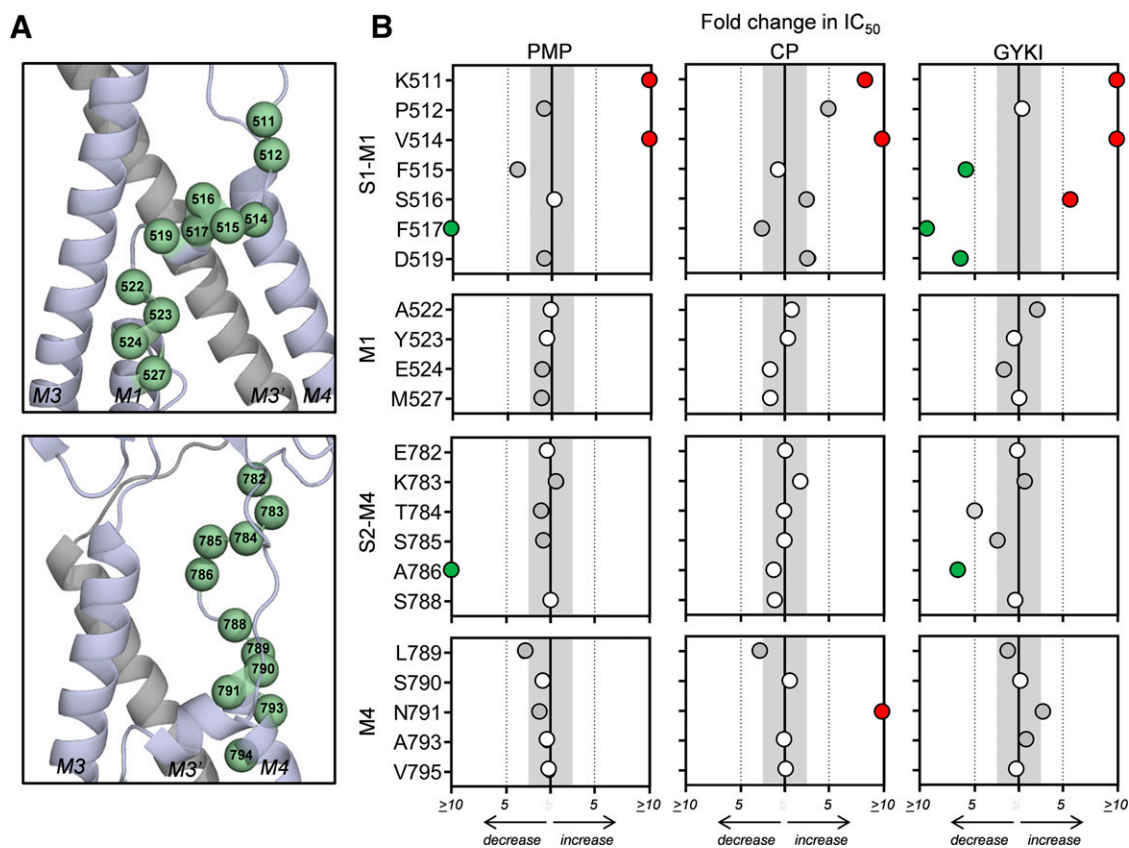 A
511
512
516
514
519
517
515
522
523
524
527
M3
M1
M3'
M4
782
783
785
784
786
788
789
790
791
793
794
M3
M3'
M4
B
Fold change in IC50
PMP
CP
GYKI
S1-M1
K511
P512
V514
F515
S516
F517
D519
M1
A522
Y523
E524
M527
S2-M4
E782
K783
T784
S785
A786
S788
M4
L789
S790
N791
A793
V795
≥10 5 5 ≥10
≥10 5 5 ≥10
≥10 5 5 ≥10
decrease increase
decrease increase
decrease increase